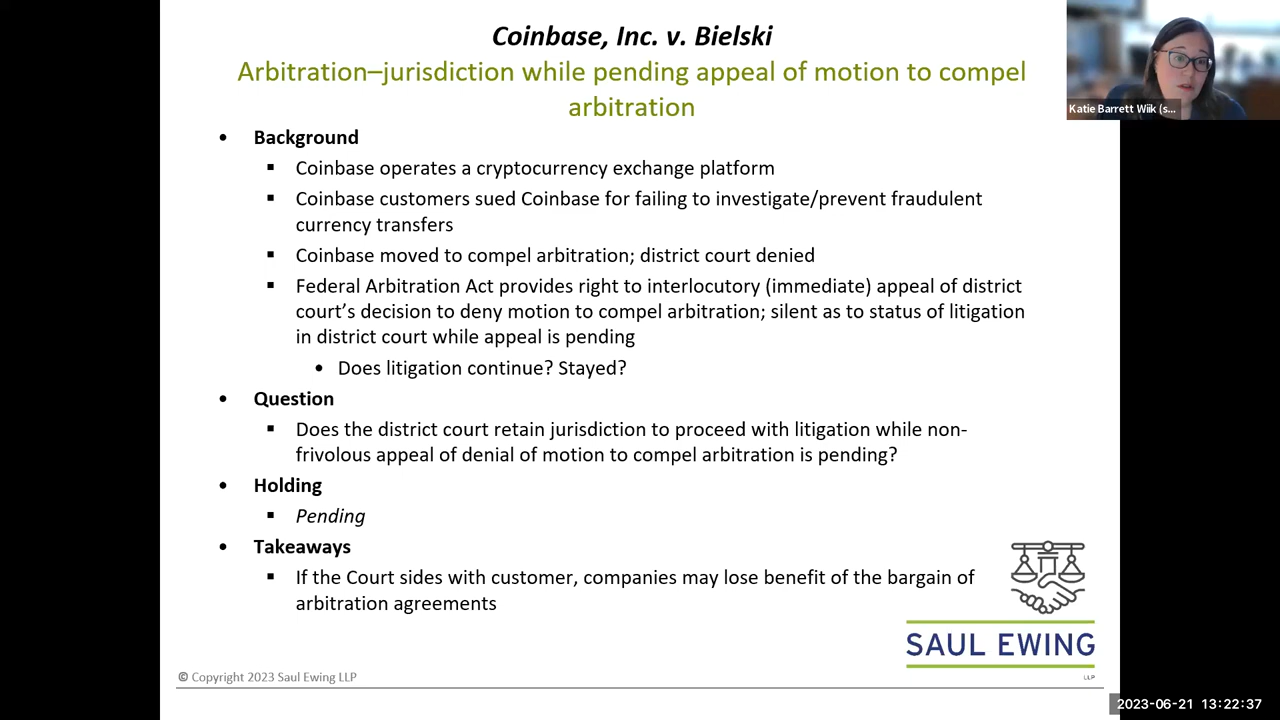 Coinbase, Inc. v. Bielski
Arbitration–jurisdiction while pending appeal of motion to compel
arbitration
• Background
▪ Coinbase operates a cryptocurrency exchange platform
▪ Coinbase customers sued Coinbase for failing to investigate/prevent fraudulent
currency transfers
▪ Coinbase moved to compel arbitration; district court denied
▪ Federal Arbitration Act provides right to interlocutory (immediate) appeal of district
court’s decision to deny motion to compel arbitration; silent as to status of litigation
in district court while appeal is pending
• Does litigation continue? Stayed?
• Question
▪ Does the district court retain jurisdiction to proceed with litigation while non-
frivolous appeal of denial of motion to compel arbitration is pending?
• Holding
▪ Pending
• Takeaways
▪ If the Court sides with customer, companies may lose benefit of the bargain of
arbitration agreements
SAUL EWING
LLP
© Copyright 2023 Saul Ewing LLP
Katie Barrett Wiik (s...
2023-06-21 13:22:37